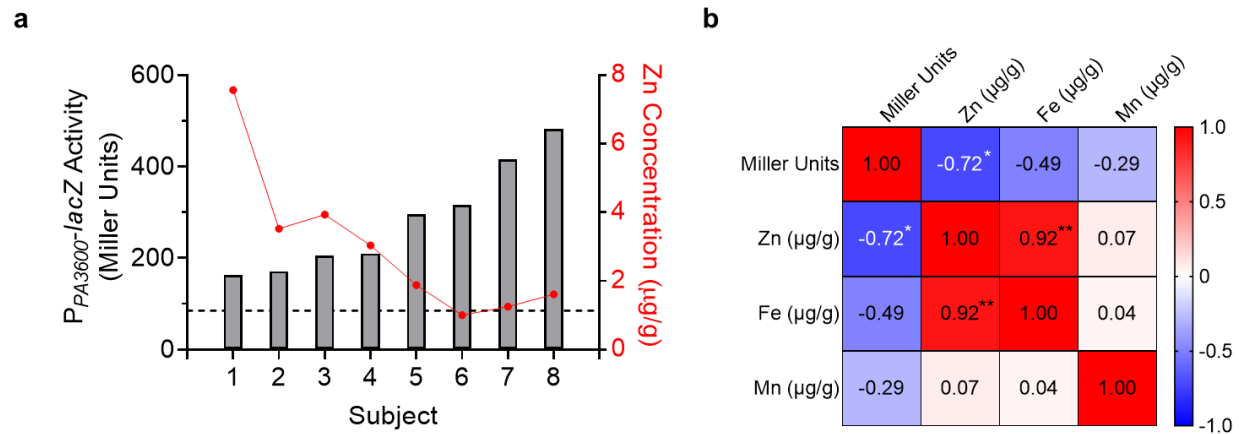 a
P_PA3600-lacZ Activity
(Miller Units)
600
400
200
0
Zn Concentration (µg/g)
8
6
4
2
0
1 2 3 4 5 6 7 8
Subject
b
Miller Units
Zn (µg/g)
Fe (µg/g)
Mn (µg/g)
Miller Units 1.00 -0.72* -0.49 -0.29
Zn (µg/g) -0.72* 1.00 0.92** 0.07
Fe (µg/g) -0.49 0.92** 1.00 0.04
Mn (µg/g) -0.29 0.07 0.04 1.00
1.0
0.5
0
-0.5
-1.0